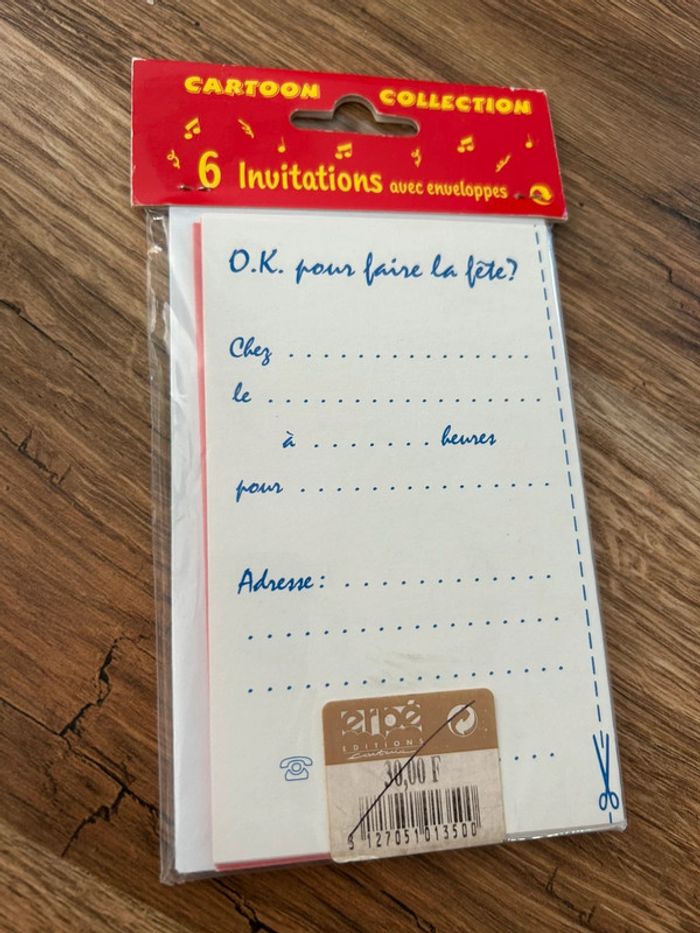 CARTOON COLLECTION
6 Invitations avec enveloppes
O.K. pour faire la fête?
Chez . . . . . . . . . . . . . . .
le . . . . . . . . . . . . . . . . .
à . . . . . . . heures
pour . . . . . . . . . . . . . . .
Adresse : . . . . . . . . . . . . .
. . . . . . . . . . . . . . . . .
. . . . . . . . . . . . . . . . .
erpé
EDITIONS
30,00 F
3 127051 013500